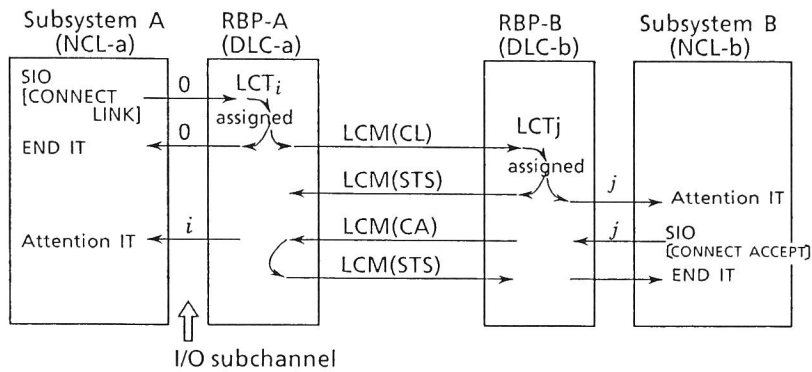 Subsystem A
(NCL-a)
RBP-A
(DLC-a)
RBP-B
(DLC-b)
Subsystem B
(NCL-b)
SIO
[CONNECT
LINK]
0
LCTi
assigned
END IT
0
LCM(CL)
LCTj
assigned
LCM(STS)
j
Attention IT
Attention IT
i
LCM(CA)
j
SIO
[CONNECT ACCEPT]
LCM(STS)
END IT
I/O subchannel